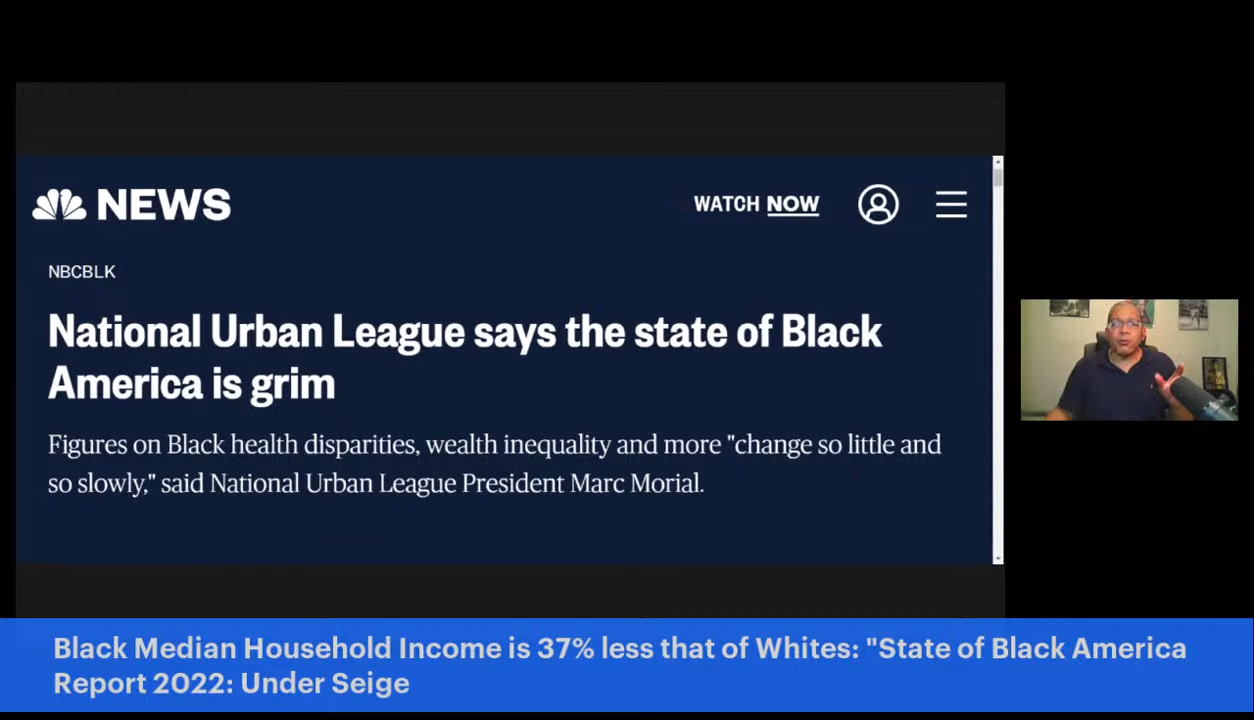 NEWS
WATCH NOW
NBCBLK
National Urban League says the state of Black
America is grim
Figures on Black health disparities, wealth inequality and more "change so little and
so slowly," said National Urban League President Marc Morial.
Black Median Household Income is 37% less that of Whites: "State of Black America
Report 2022: Under Seige